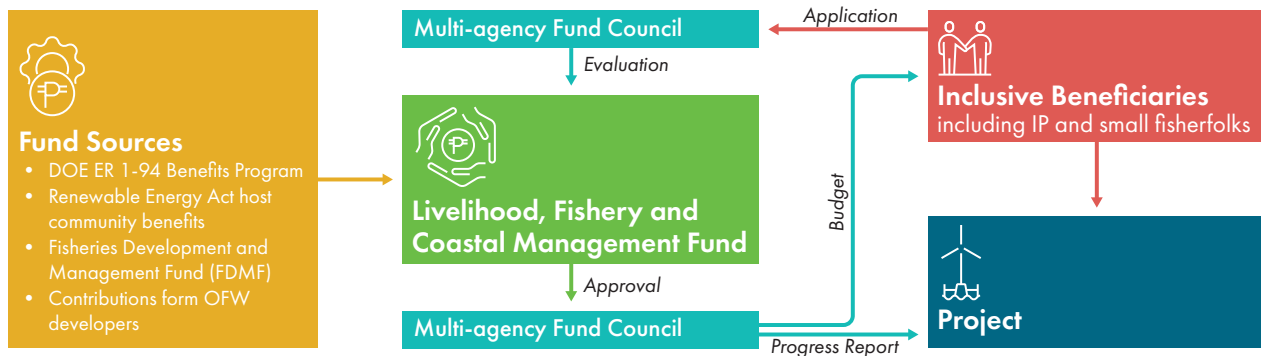 Fund Sources
• DOE ER 1-94 Benefits Program
• Renewable Energy Act host
community benefits
• Fisheries Development and
Management Fund (FDMF)
• Contributions form OFW
developers
Multi-agency Fund Council
Evaluation
Livelihood, Fishery and
Coastal Management Fund
Approval
Multi-agency Fund Council
Application
Budget
Progress Report
Inclusive Beneficiaries
including IP and small fisherfolks
Project